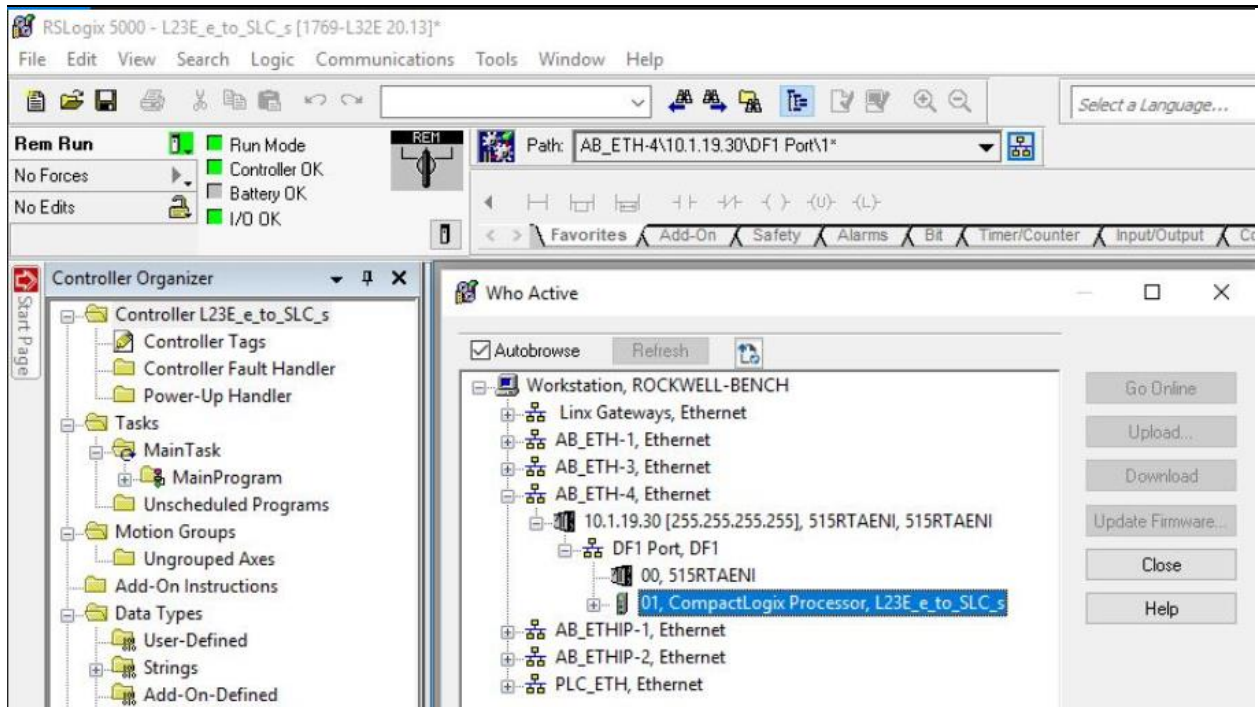 RSLogix 5000 - L23E_e_to_SLC_s [1769-L32E 20.13]*
File Edit View Search Logic Communications Tools Window Help
Select a Language...
Rem Run
No Forces
No Edits
Run Mode
Controller OK
Battery OK
I/O OK
REM
Path: AB_ETH-4\10.1.19.30\DF1 Port\1*
Favorites Add-On Safety Alarms Bit Timer/Counter Input/Output
Start Page
Controller Organizer
Controller L23E_e_to_SLC_s
Controller Tags
Controller Fault Handler
Power-Up Handler
Tasks
MainTask
MainProgram
Unscheduled Programs
Motion Groups
Ungrouped Axes
Add-On Instructions
Data Types
User-Defined
Strings
Add-On-Defined
Who Active
Autobrowse
Refresh
Workstation, ROCKWELL-BENCH
Linx Gateways, Ethernet
AB_ETH-1, Ethernet
AB_ETH-3, Ethernet
AB_ETH-4, Ethernet
10.1.19.30 [255.255.255.255], 515RTAENI, 515RTAENI
DF1 Port, DF1
00, 515RTAENI
01, CompactLogix Processor, L23E_e_to_SLC_s
AB_ETHIP-1, Ethernet
AB_ETHIP-2, Ethernet
PLC_ETH, Ethernet
Go Online
Upload...
Download
Update Firmware...
Close
Help